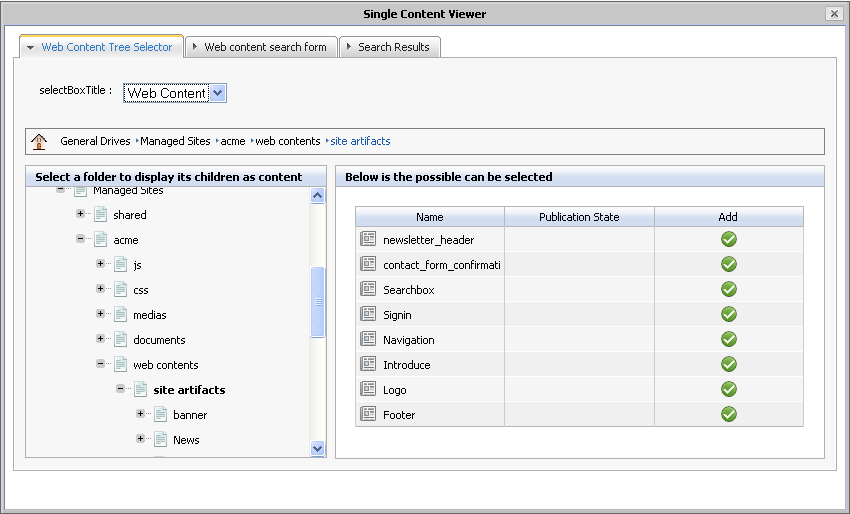 Single Content Viewer
Web Content Tree Selector
Web content search form
Search Results
selectBoxTitle :
Web Content
General Drives Managed Sites acme web contents site artifacts
Select a folder to display its children as content
Managed Sites
shared
acme
js
css
medias
documents
web contents
site artifacts
banner
News
Below is the possible can be selected
Name Publication State Add
newsletter_header
contact_form_confirmati
Searchbox
Signin
Navigation
Introduce
Logo
Footer